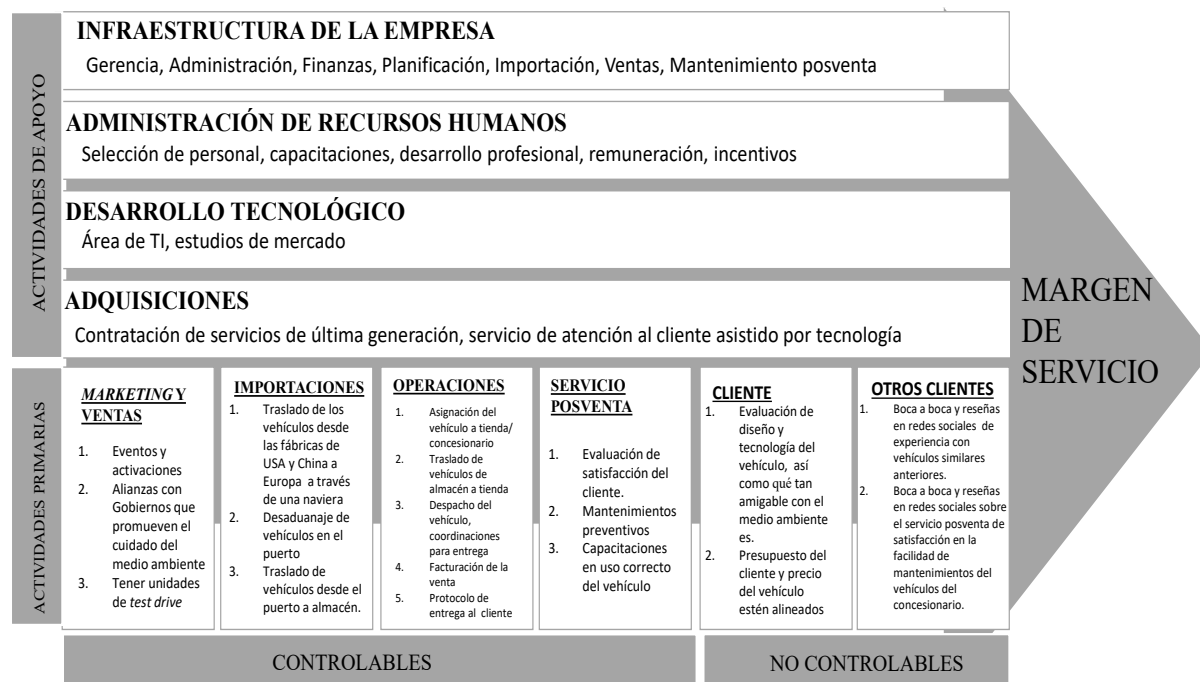 ACTIVIDADES DE APOYO
INFRAESTRUCTURA DE LA EMPRESA
Gerencia, Administración, Finanzas, Planificación, Importación, Ventas, Mantenimiento posventa
ADMINISTRACIÓN DE RECURSOS HUMANOS
Selección de personal, capacitaciones, desarrollo profesional, remuneración, incentivos
DESARROLLO TECNOLÓGICO
Área de TI, estudios de mercado
ADQUISICIONES
Contratación de servicios de última generación, servicio de atención al cliente asistido por tecnología
MARGEN
DE
SERVICIO
ACTIVIDADES PRIMARIAS
MARKETING Y
VENTAS
1. Eventos y
activaciones
2. Alianzas con
Gobiernos que
promueven el
cuidado del
medio ambiente
3. Tener unidades
de test drive
IMPORTACIONES
1. Traslado de los
vehículos desde
las fábricas de
USA y China a
Europa a través
de una naviera
2. Desaduanaje de
vehículos en el
puerto
3. Traslado de
vehículos desde el
puerto a almacén.
OPERACIONES
1. Asignación del
vehículo a tienda/
concesionario
2. Traslado de
vehículos de
almacén a tienda
3. Despacho del
vehículo,
coordinaciones
para entrega
4. Facturación de la
venta
5. Protocolo de
entrega al cliente
SERVICIO
POSVENTA
1. Evaluación de
satisfacción del
cliente.
2. Mantenimientos
preventivos
3. Capacitaciones
en uso correcto
del vehículo
CLIENTE
1. Evaluación de
diseño y
tecnología del
vehículo, así
como qué tan
amigable con el
medio ambiente
es.
2. Presupuesto del
cliente y precio
del vehículo
estén alineados
OTROS CLIENTES
1. Boca a boca y reseñas
en redes sociales de
experiencia con
vehículos similares
anteriores.
2. Boca a boca y reseñas
en redes sociales sobre
el servicio posventa de
satisfacción en la
facilidad de
mantenimientos del
vehículos del
concesionario.
CONTROLABLES
NO CONTROLABLES